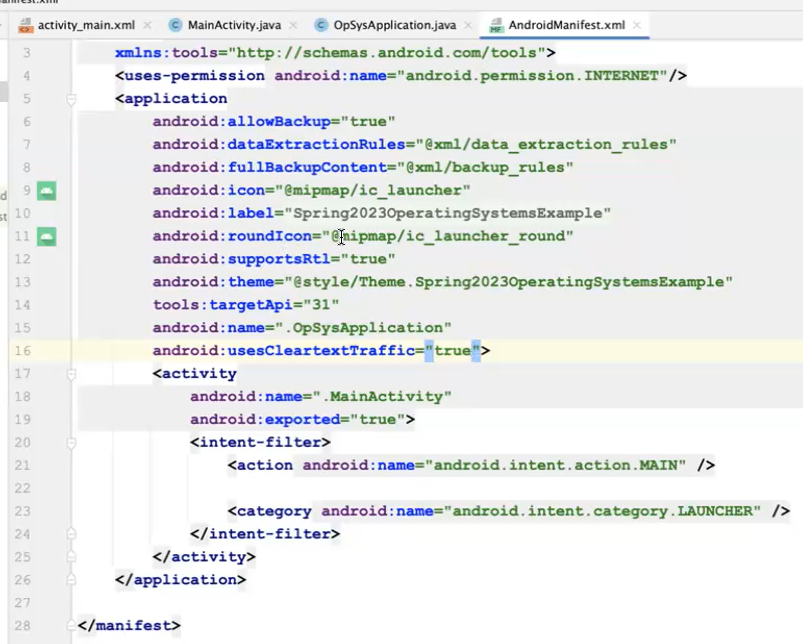 activity_main.xml MainActivity.java OpSysApplication.java AndroidManifest.xml
3 xmlns:tools="http://schemas.android.com/tools">
4 <uses-permission android:name="android.permission.INTERNET"/>
5 <application
6 android:allowBackup="true"
7 android:dataExtractionRules="@xml/data_extraction_rules"
8 android:fullBackupContent="@xml/backup_rules"
9 android:icon="@mipmap/ic_launcher"
10 android:label="Spring2023OperatingSystemsExample"
11 android:roundIcon="@mipmap/ic_launcher_round"
12 android:supportsRtl="true"
13 android:theme="@style/Theme.Spring2023OperatingSystemsExample"
14 tools:targetApi="31"
15 android:name=".OpSysApplication"
16 android:usesCleartextTraffic="true">
17 <activity
18 android:name=".MainActivity"
19 android:exported="true">
20 <intent-filter>
21 <action android:name="android.intent.action.MAIN" />
22
23 <category android:name="android.intent.category.LAUNCHER" />
24 </intent-filter>
25 </activity>
26 </application>
27
28 </manifest>